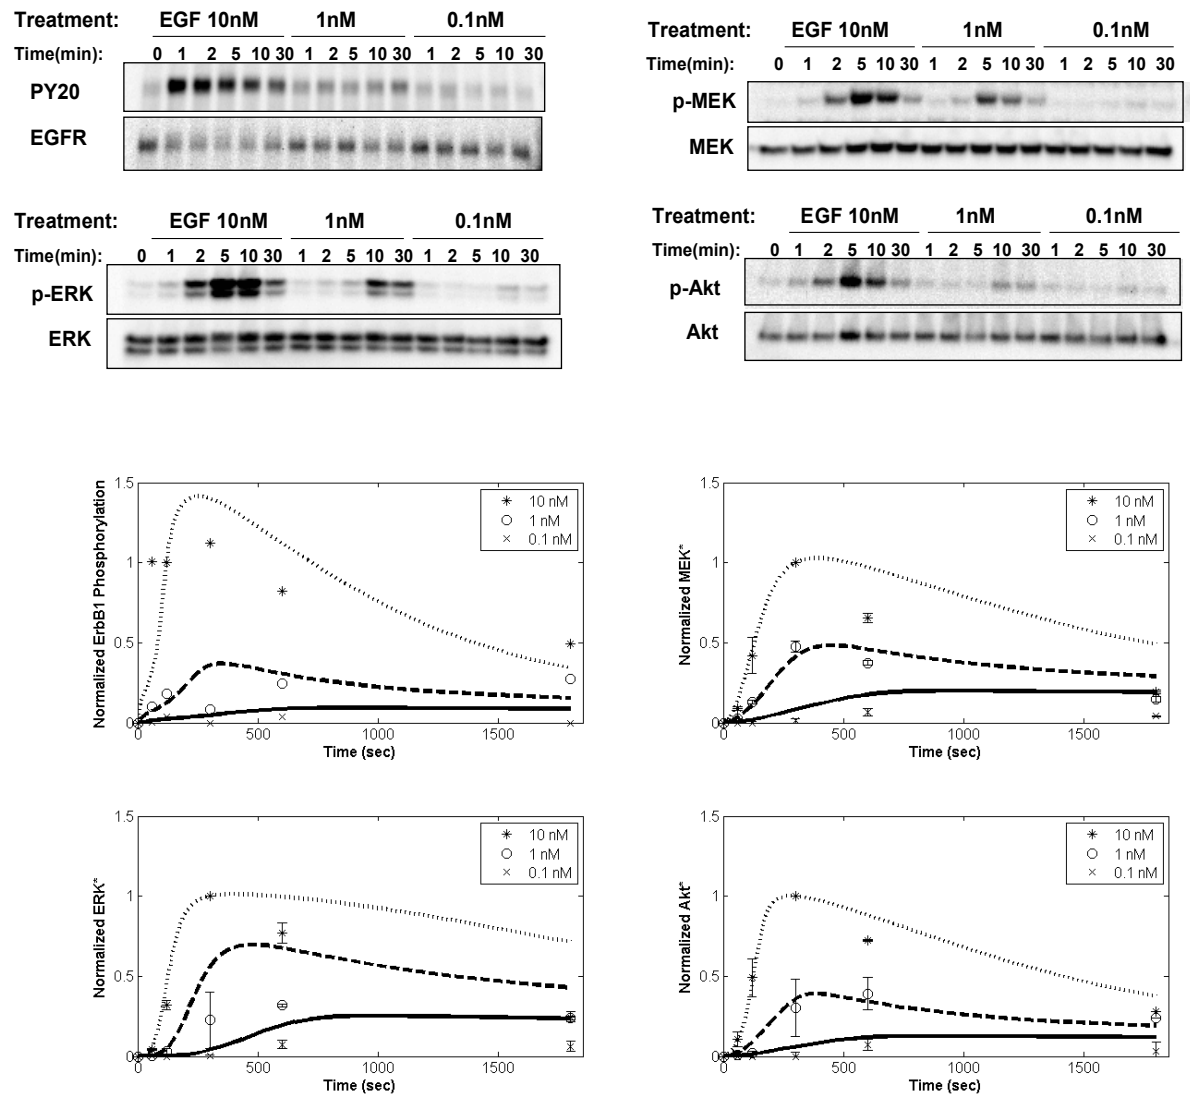 Treatment: EGF 10nM 1nM 0.1nM
Time(min): 0 1 2 5 10 30 1 2 5 10 30 1 2 5 10 30
PY20
EGFR
Treatment: EGF 10nM 1nM 0.1nM
Time(min): 0 1 2 5 10 30 1 2 5 10 30 1 2 5 10 30
p-MEK
MEK
Treatment: EGF 10nM 1nM 0.1nM
Time(min): 0 1 2 5 10 30 1 2 5 10 30 1 2 5 10 30
p-ERK
ERK
Treatment: EGF 10nM 1nM 0.1nM
Time(min): 0 1 2 5 10 30 1 2 5 10 30 1 2 5 10 30
p-Akt
Akt
Normalized ErbB1 Phosphorylation
1.5
1
0.5
0
0 500 1000 1500
Time (sec)
10 nM
1 nM
0.1 nM
Normalized MEK*
1.5
1
0.5
0
0 500 1000 1500
Time (sec)
10 nM
1 nM
0.1 nM
Normalized ERK*
1.5
1
0.5
0
0 500 1000 1500
Time (sec)
10 nM
1 nM
0.1 nM
Normalized Akt*
1.5
1
0.5
0
0 500 1000 1500
Time (sec)
10 nM
1 nM
0.1 nM